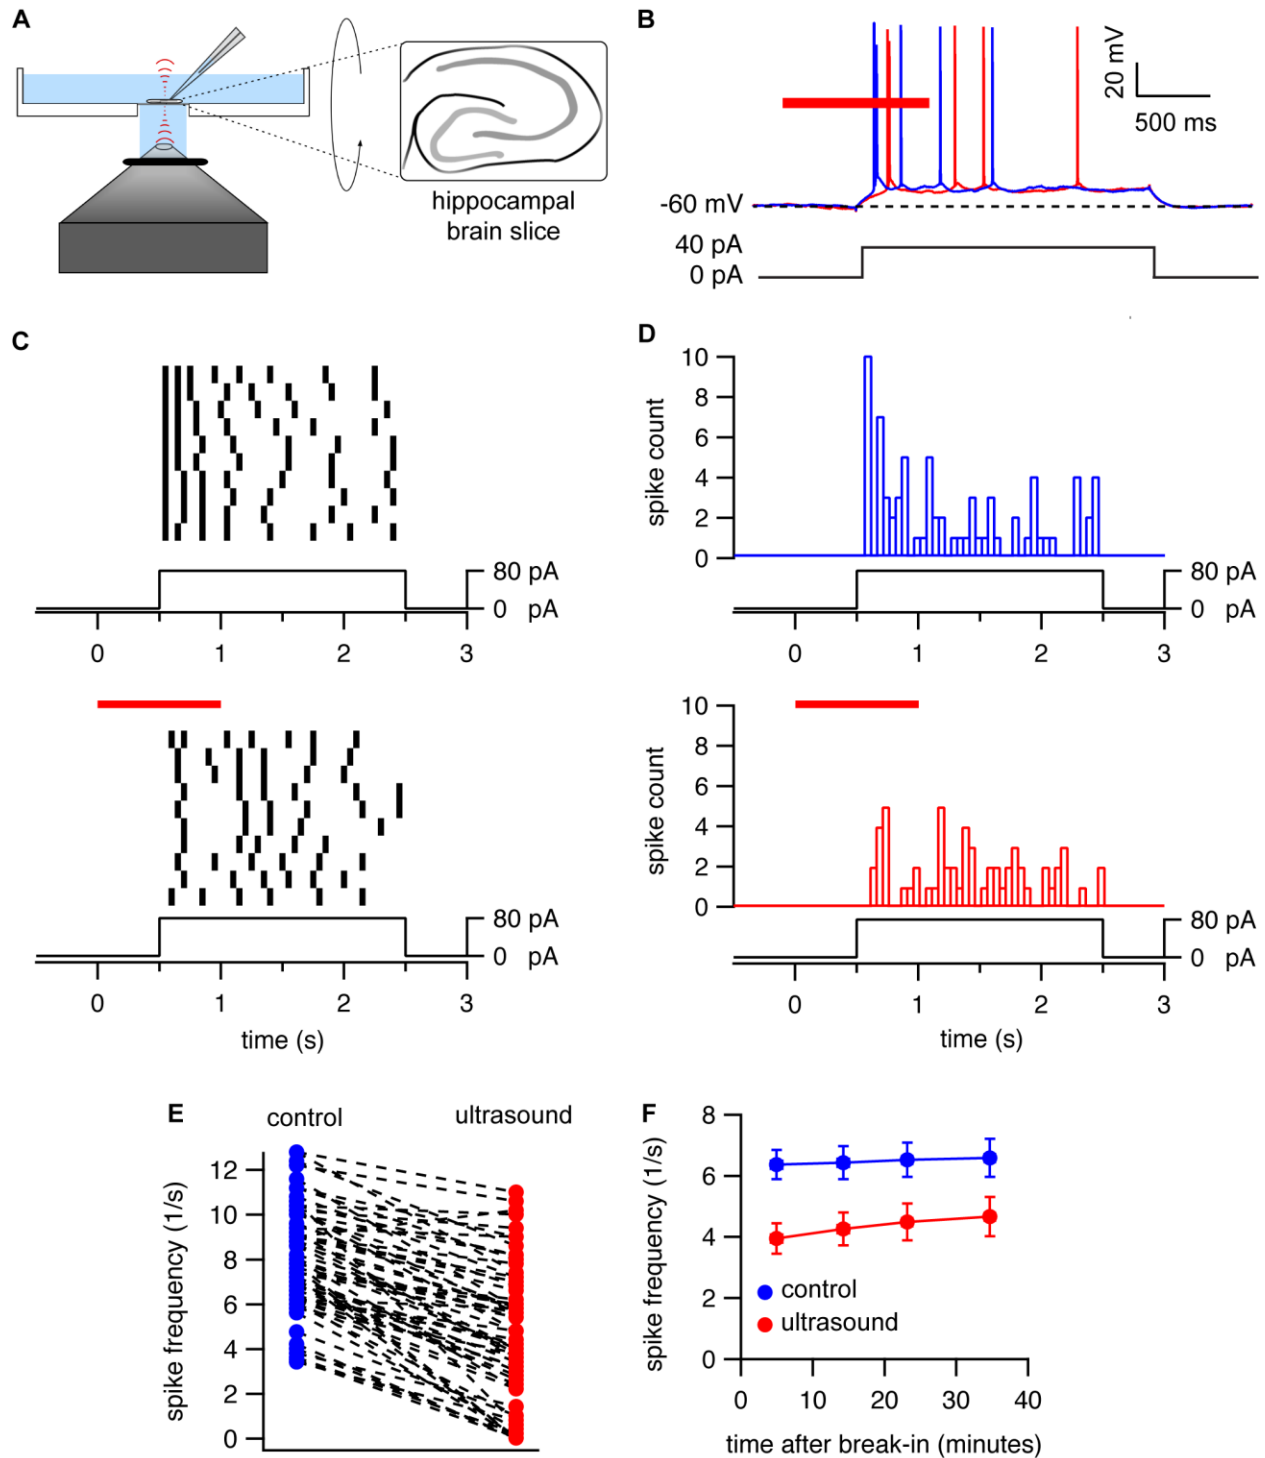 A
hippocampal
brain slice
B
20 mV
500 ms
-60 mV
40 pA
0 pA
C
80 pA
0 pA
0 1 2 3
80 pA
0 pA
0 1 2 3
time (s)
D
10
8
6
4
2
0
spike count
80 pA
0 pA
0 1 2 3
10
8
6
4
2
0
spike count
80 pA
0 pA
0 1 2 3
time (s)
E
control
ultrasound
12
10
8
6
4
2
0
spike frequency (1/s)
F
8
6
4
2
0
spike frequency (1/s)
control
ultrasound
0 10 20 30 40
time after break-in (minutes)